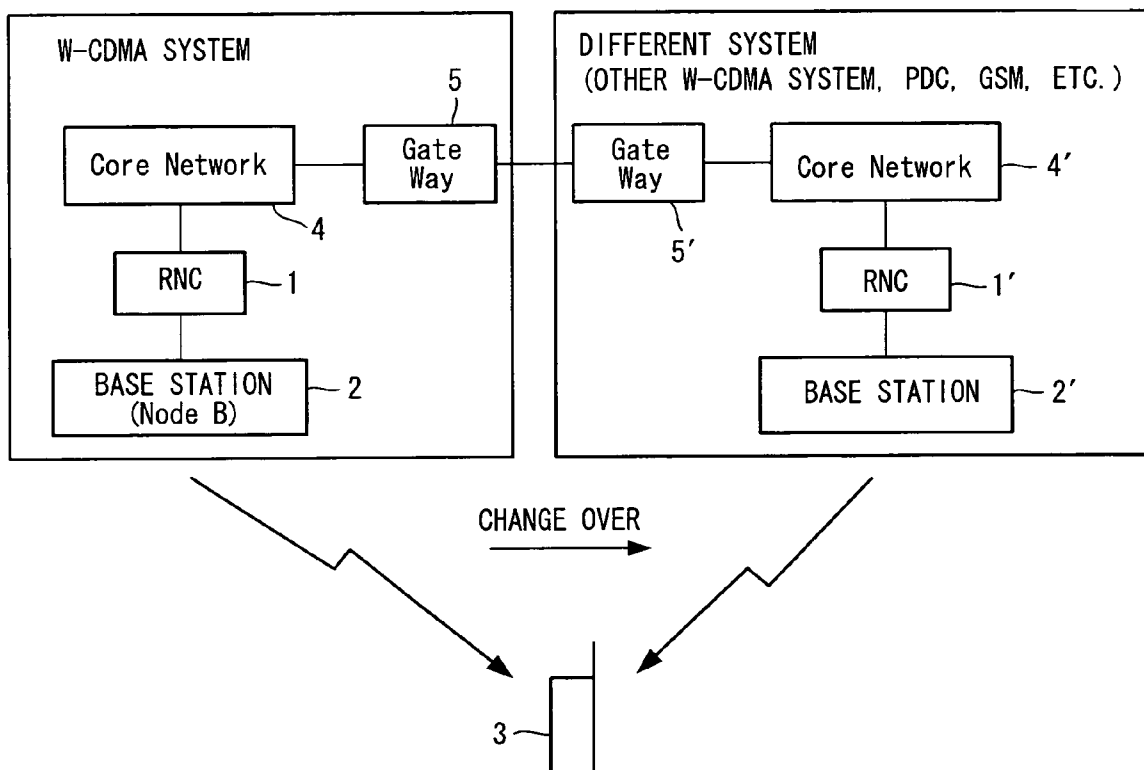 W-CDMA SYSTEM
5
Core Network
Gate
Way
4
RNC
1
BASE STATION
(Node B)
2
DIFFERENT SYSTEM
(OTHER W-CDMA SYSTEM, PDC, GSM, ETC.)
Gate
Way
Core Network
4′
5′
RNC
1′
BASE STATION
2′
CHANGE OVER
3